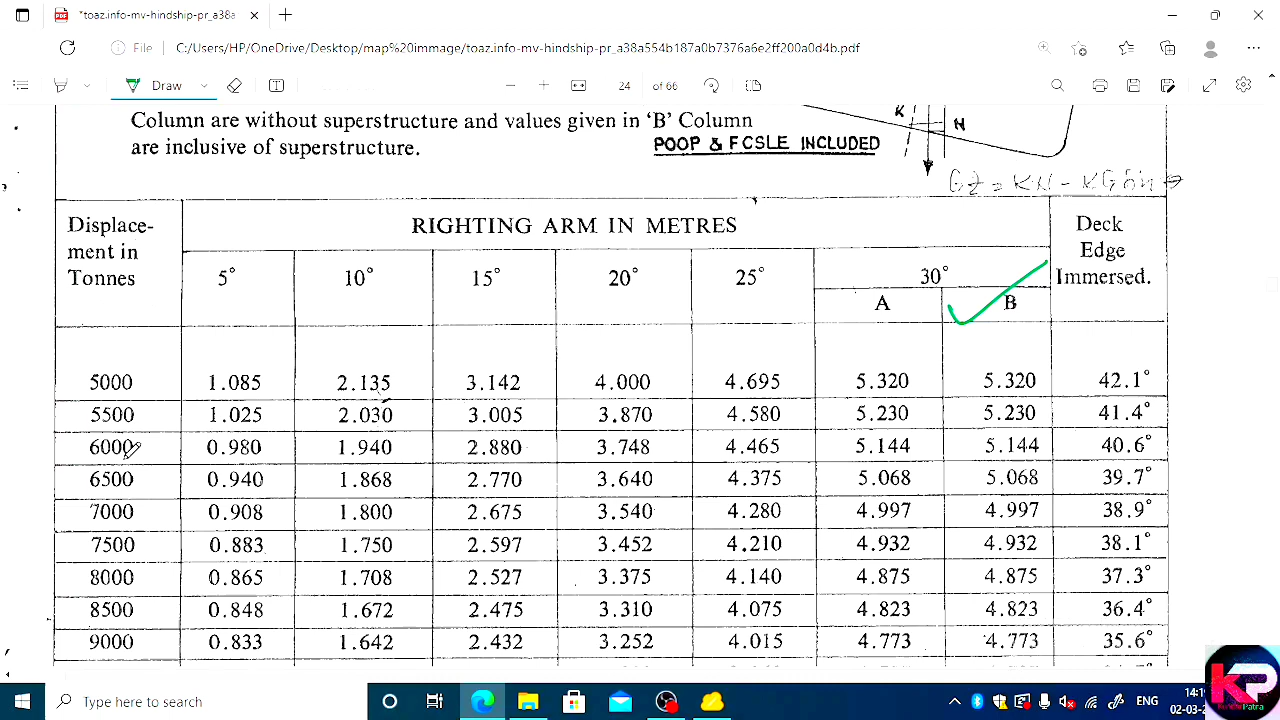 *toaz.info-mv-hindship-pr_a38a
File C:/Users/HP/OneDrive/Desktop/map%20immage/toaz.info-mv-hindship-pr_a38a554b187a0b7376a6e2ff200a0d4b.pdf
Draw 24 of 66
Column are without superstructure and values given in ‘B’ Column
are inclusive of superstructure.
POOP & FCSLE INCLUDED
K N
GZ = KN - KG Sin
Displace-
ment in
Tonnes
RIGHTING ARM IN METRES
Deck
Edge
Immersed.
5° 10° 15° 20° 25° 30°
A B
5000 1.085 2.135 3.142 4.000 4.695 5.320 5.320 42.1°
5500 1.025 2.030 3.005 3.870 4.580 5.230 5.230 41.4°
6000 0.980 1.940 2.880 3.748 4.465 5.144 5.144 40.6°
6500 0.940 1.868 2.770 3.640 4.375 5.068 5.068 39.7°
7000 0.908 1.800 2.675 3.540 4.280 4.997 4.997 38.9°
7500 0.883 1.750 2.597 3.452 4.210 4.932 4.932 38.1°
8000 0.865 1.708 2.527 3.375 4.140 4.875 4.875 37.3°
8500 0.848 1.672 2.475 3.310 4.075 4.823 4.823 36.4°
9000 0.833 1.642 2.432 3.252 4.015 4.773 4.773 35.6°
Type here to search
ENG
02-03-2
KP
Patra